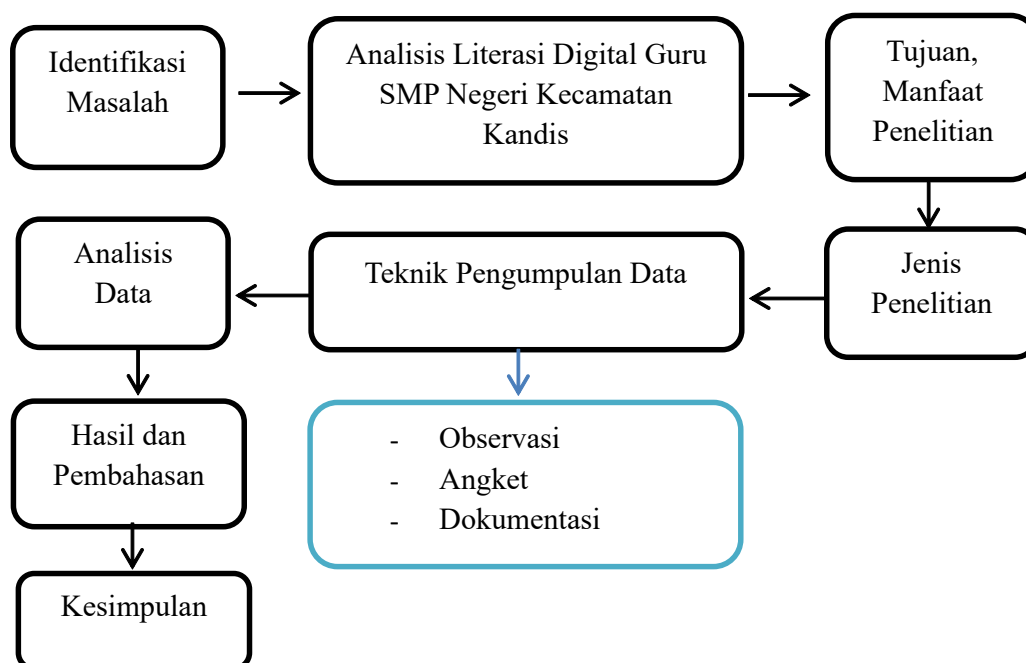 Identifikasi
Masalah
Analisis Literasi Digital Guru
SMP Negeri Kecamatan
Kandis
Tujuan,
Manfaat
Penelitian
Jenis
Penelitian
Teknik Pengumpulan Data
Analisis
Data
- Observasi
- Angket
- Dokumentasi
Hasil dan
Pembahasan
Kesimpulan